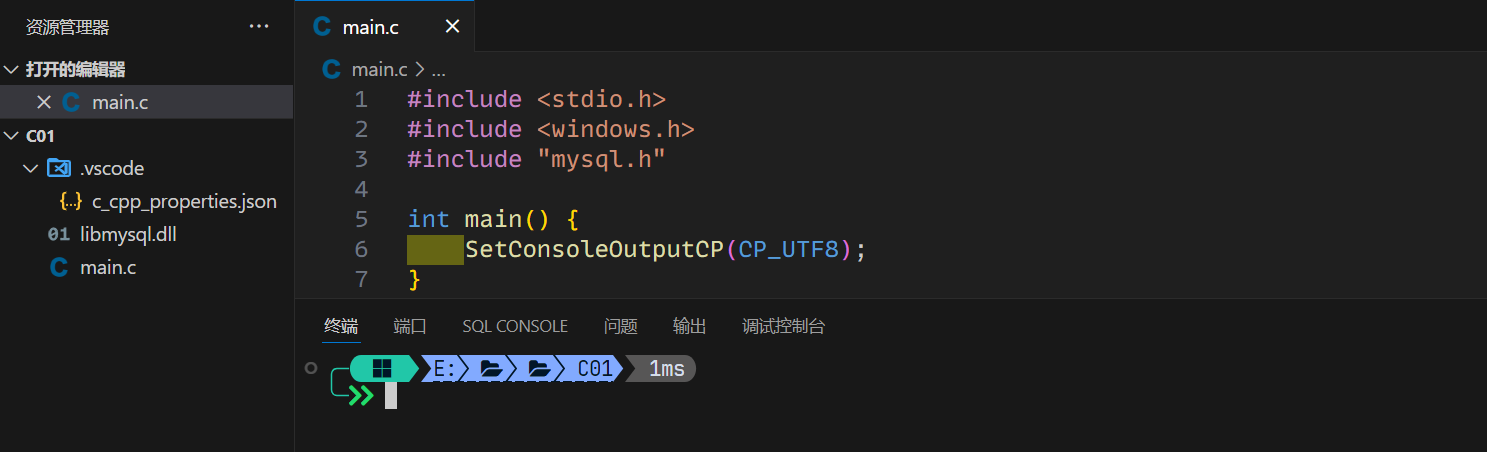 资源管理器 ...
打开的编辑器
main.c
C01
.vscode
{..} c_cpp_properties.json
01 libmysql.dll
C main.c
C main.c
C main.c > ...
1 #include <stdio.h>
2 #include <windows.h>
3 #include "mysql.h"
4
5 int main() {
6 SetConsoleOutputCP(CP_UTF8);
7 }
终端 端口 SQL CONSOLE 问题 输出 调试控制台
E: C01 1ms